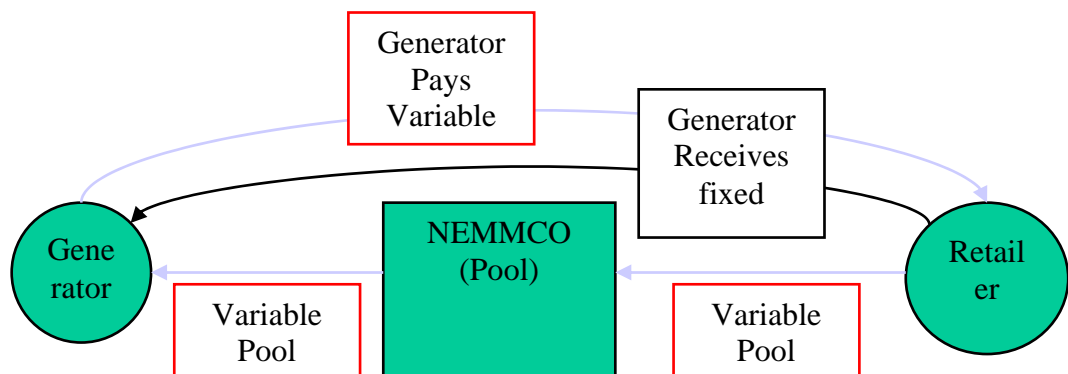 Generator
Pays
Variable
Generator
Receives
fixed
Gene
rator
NEMMCO
(Pool)
Retail
er
Variable
Pool
Variable
Pool